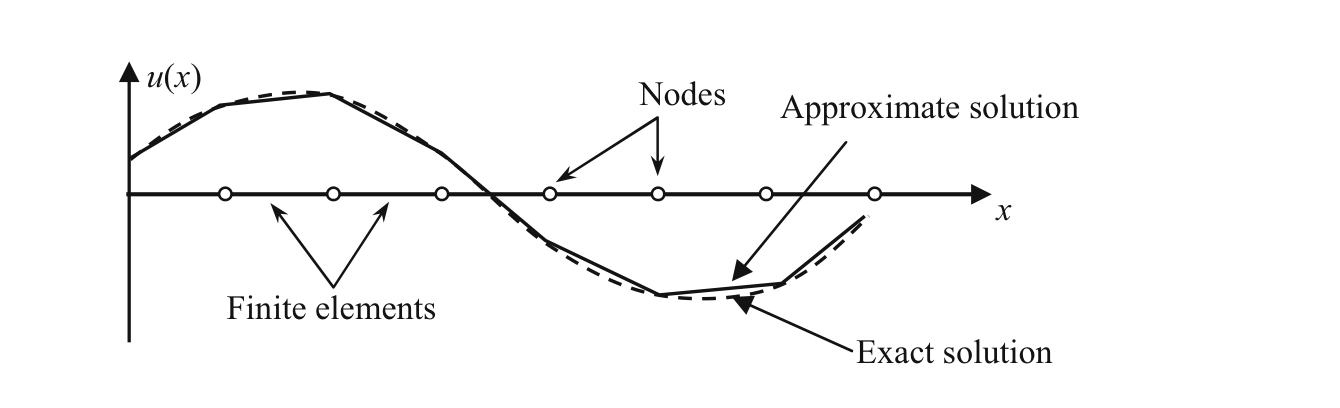 u(x)
Nodes
Approximate solution
x
Finite elements
Exact solution